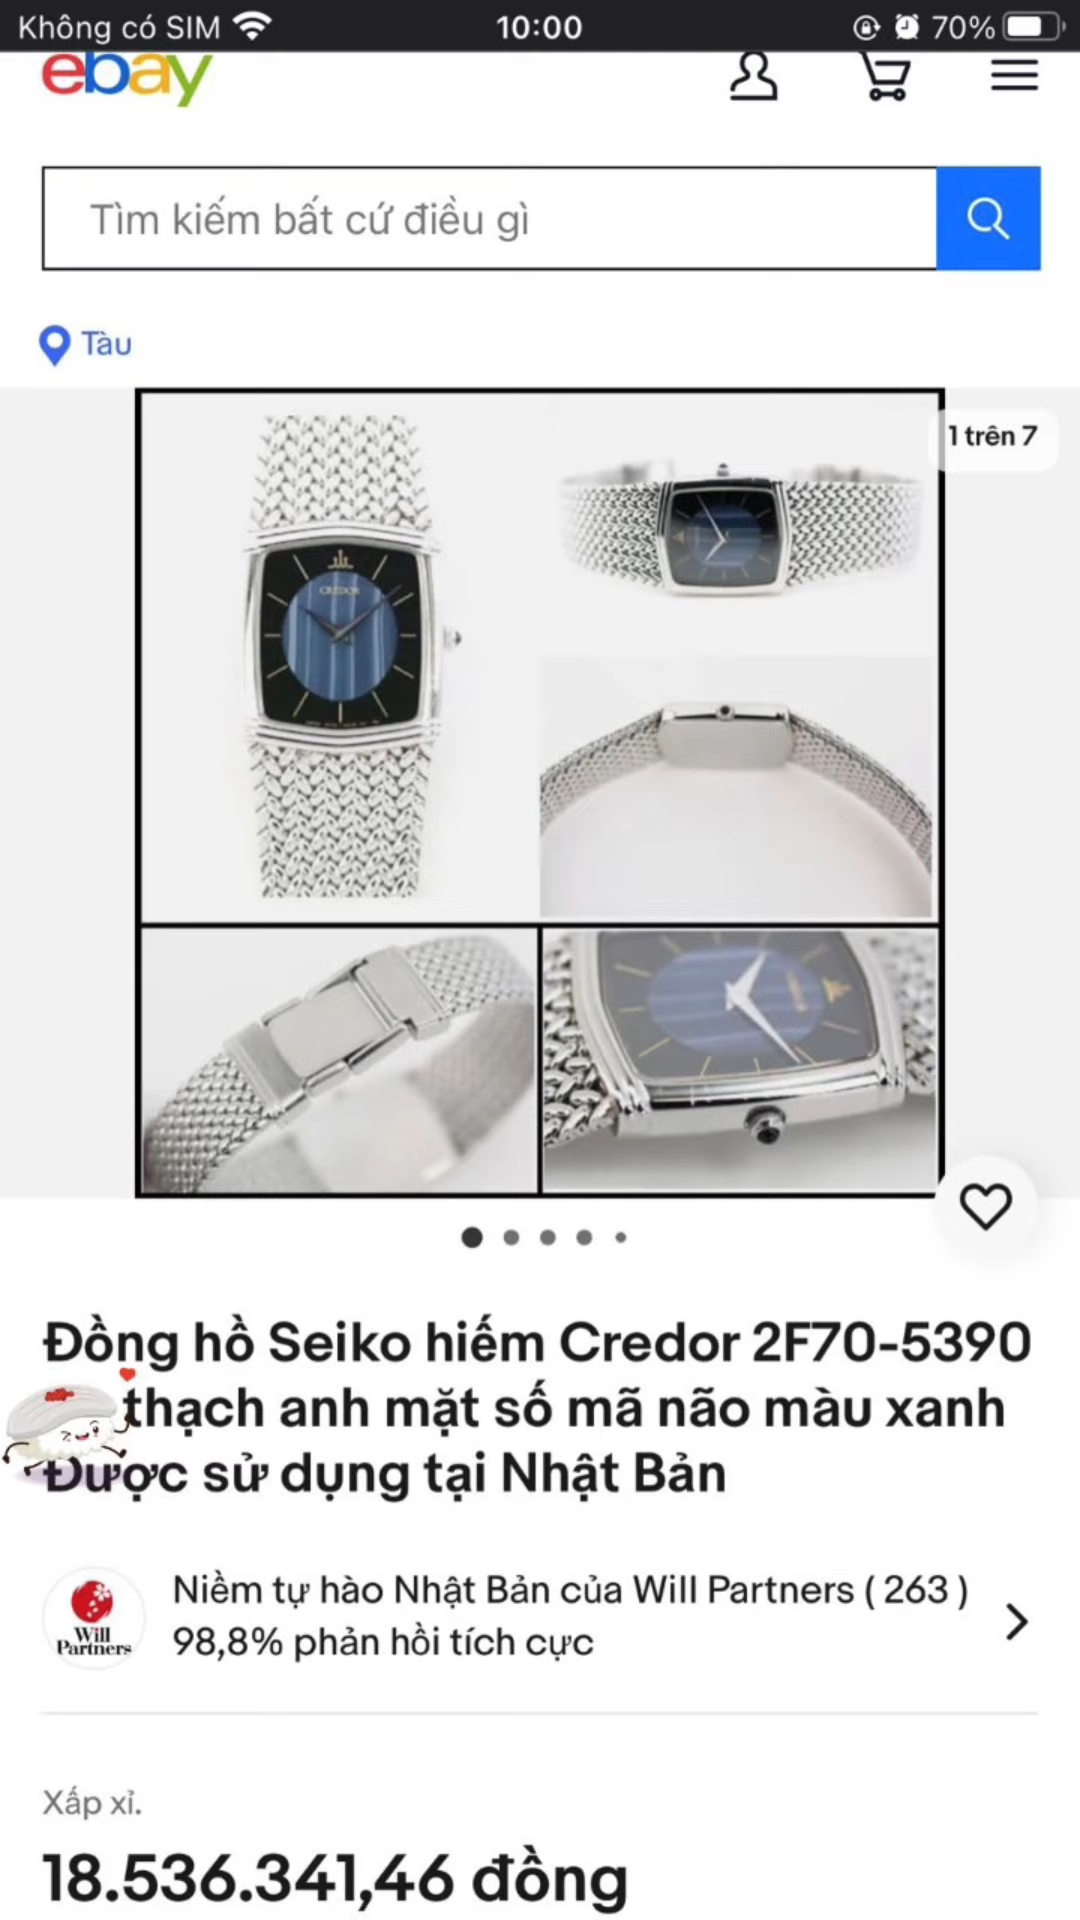 Không có SIM
10:00
70%
ebay
Tìm kiếm bất cứ điều gì
Tàu
1 trên 7
CREDOR
Đồng hồ Seiko hiếm Credor 2F70-5390
thạch anh mặt số mã não màu xanh
Được sử dụng tại Nhật Bản
Will
Partners
Niềm tự hào Nhật Bản của Will Partners ( 263 )
98,8% phản hồi tích cực
Xấp xỉ.
18.536.341,46 đồng